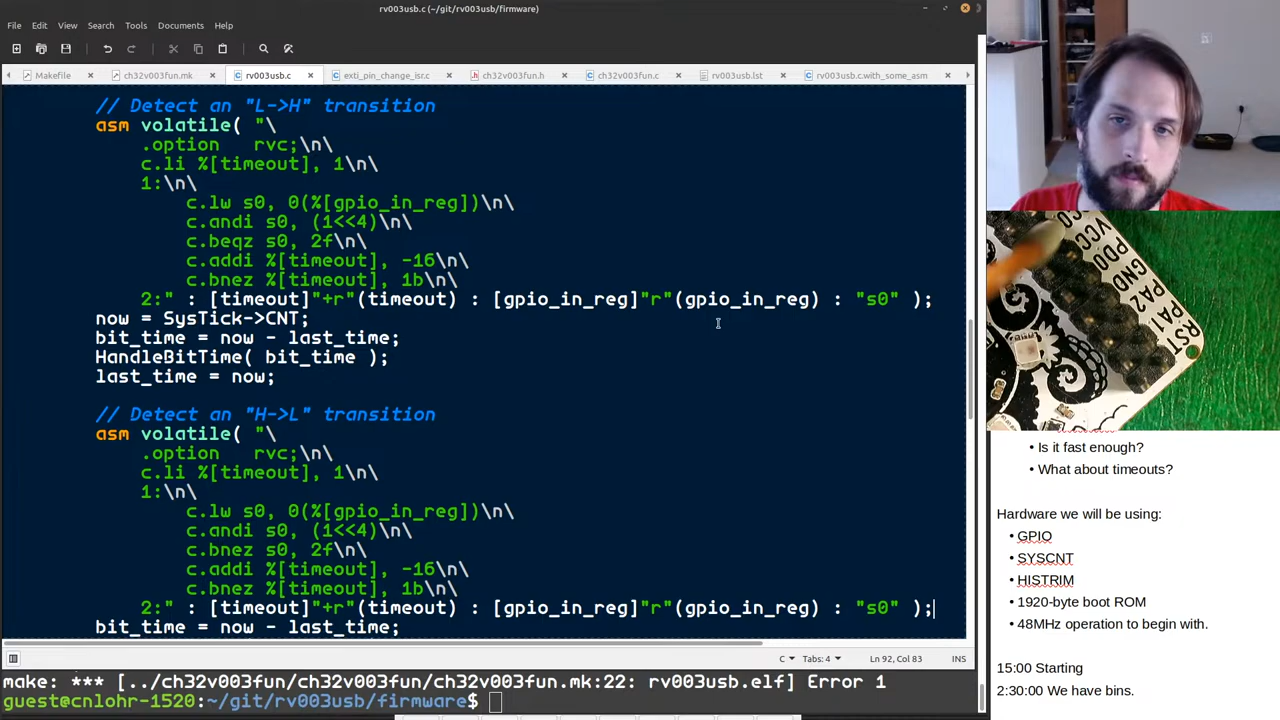 rv003usb.c (~/git/rv003usb/firmware)
File Edit View Search Tools Documents Help
Makefile ch32v003fun.mk rv003usb.c exti_pin_change_isr.c ch32v003fun.h ch32v003fun.c rv003usb.lst rv003usb.c.with_some_asm
// Detect an "L->H" transition
asm volatile( "\
.option rvc;\n\
c.li %[timeout], 1\n\
1:\n\
c.lw s0, 0(%[gpio_in_reg])\n\
c.andi s0, (1<<4)\n\
c.beqz s0, 2f\n\
c.addi %[timeout], -16\n\
c.bnez %[timeout], 1b\n\
2:" : [timeout]"+r"(timeout) : [gpio_in_reg]"r"(gpio_in_reg) : "s0" );
now = SysTick->CNT;
bit_time = now - last_time;
HandleBitTime( bit_time );
last_time = now;
// Detect an "H->L" transition
asm volatile( "\
.option rvc;\n\
c.li %[timeout], 1\n\
1:\n\
c.lw s0, 0(%[gpio_in_reg])\n\
c.andi s0, (1<<4)\n\
c.bnez s0, 2f\n\
c.addi %[timeout], -16\n\
c.bnez %[timeout], 1b\n\
2:" : [timeout]"+r"(timeout) : [gpio_in_reg]"r"(gpio_in_reg) : "s0" );
bit_time = now - last_time;
C Tabs: 4 Ln 92, Col 83 INS
make: *** [../ch32v003fun/ch32v003fun/ch32v003fun.mk:22: rv003usb.elf] Error 1
guest@cnlohr-1520:~/git/rv003usb/firmware$
VCC
PD0
GND
PA2
PA1
RST
• Is it fast enough?
• What about timeouts?
Hardware we will be using:
• GPIO
• SYSCNT
• HISTRIM
• 1920-byte boot ROM
• 48MHz operation to begin with.
15:00 Starting
2:30:00 We have bins.